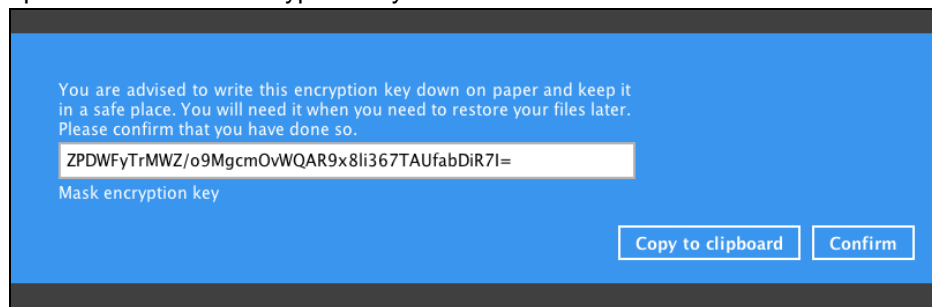 You are advised to write this encryption key down on paper and keep it
in a safe place. You will need it when you need to restore your files later.
Please confirm that you have done so.
ZPDWFyTrMWZ/o9MgcmOvWQAR9x8li367TAUfabDiR7I=
Mask encryption key
Copy to clipboard
Confirm